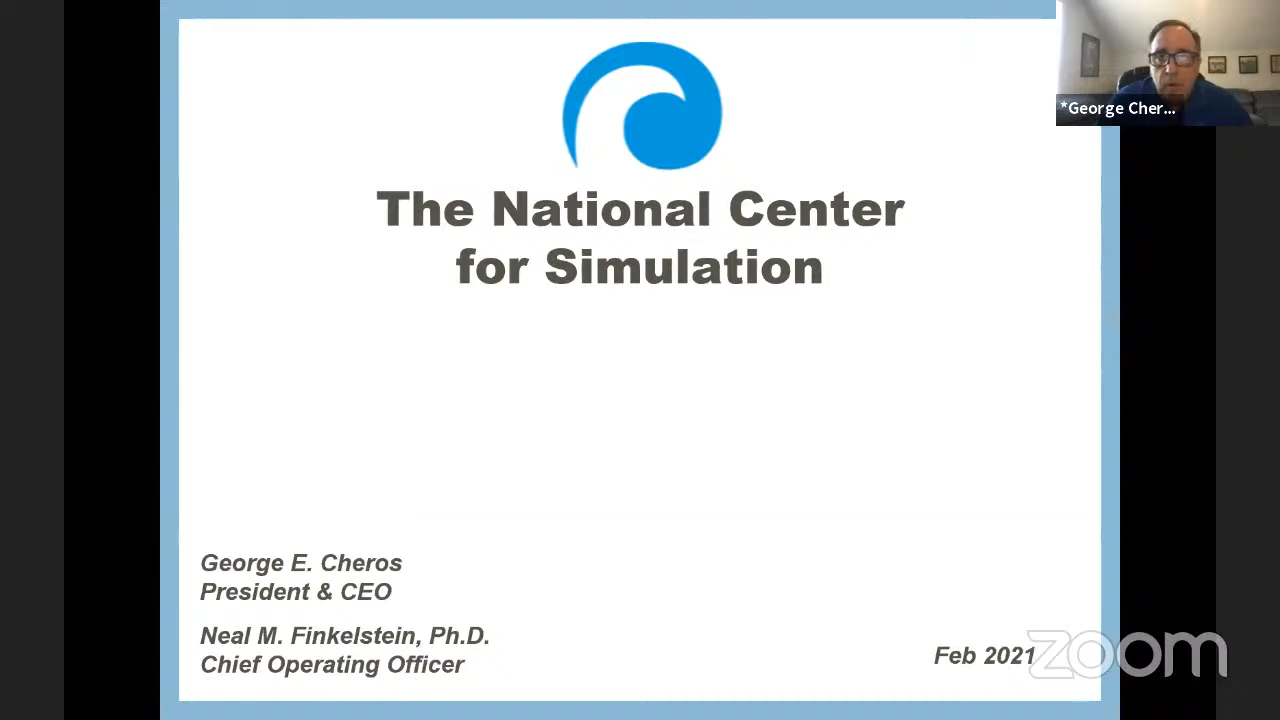 *George Cher...
The National Center
for Simulation
George E. Cheros
President & CEO
Neal M. Finkelstein, Ph.D.
Chief Operating Officer
Feb 2021
zoom